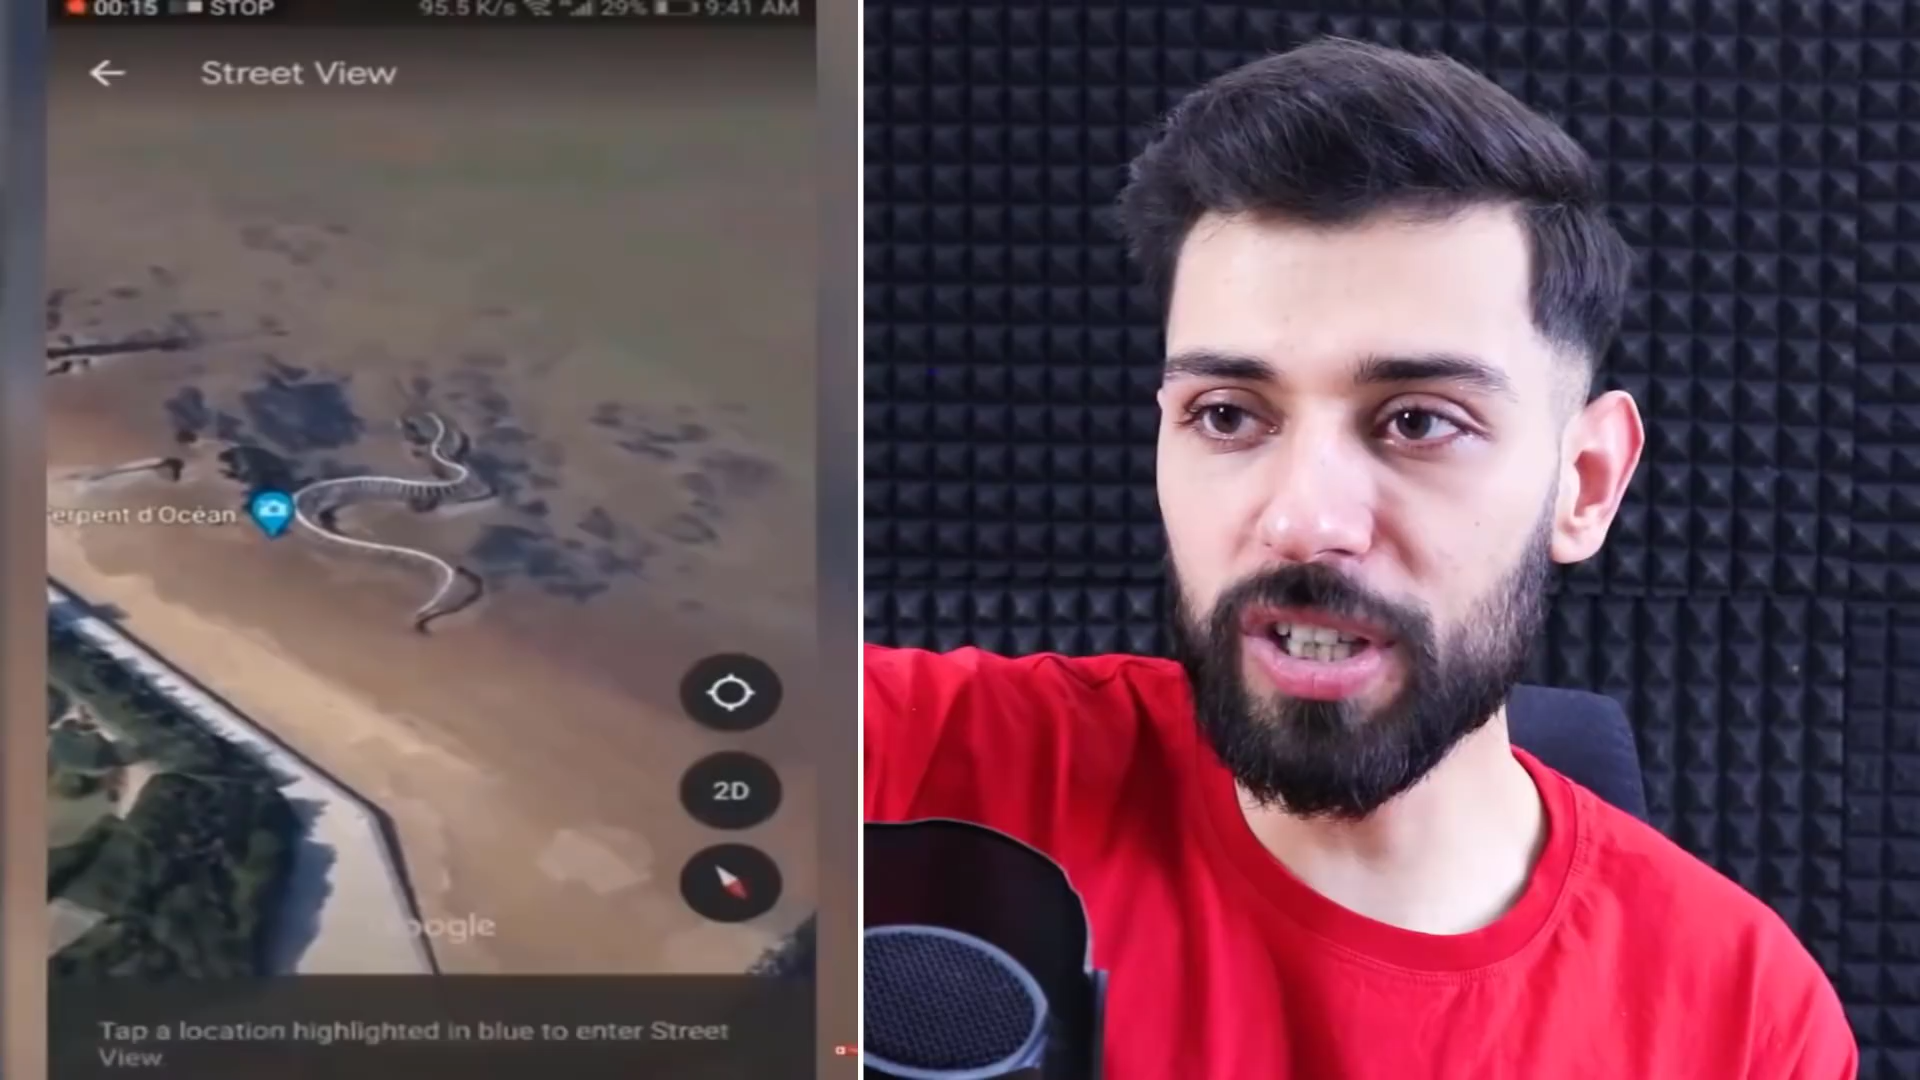 00:15 STOP 95.5 K/s 29% 9:41 AM
Street View
erpent d'Océan
2D
oogle
Tap a location highlighted in blue to enter Street
View